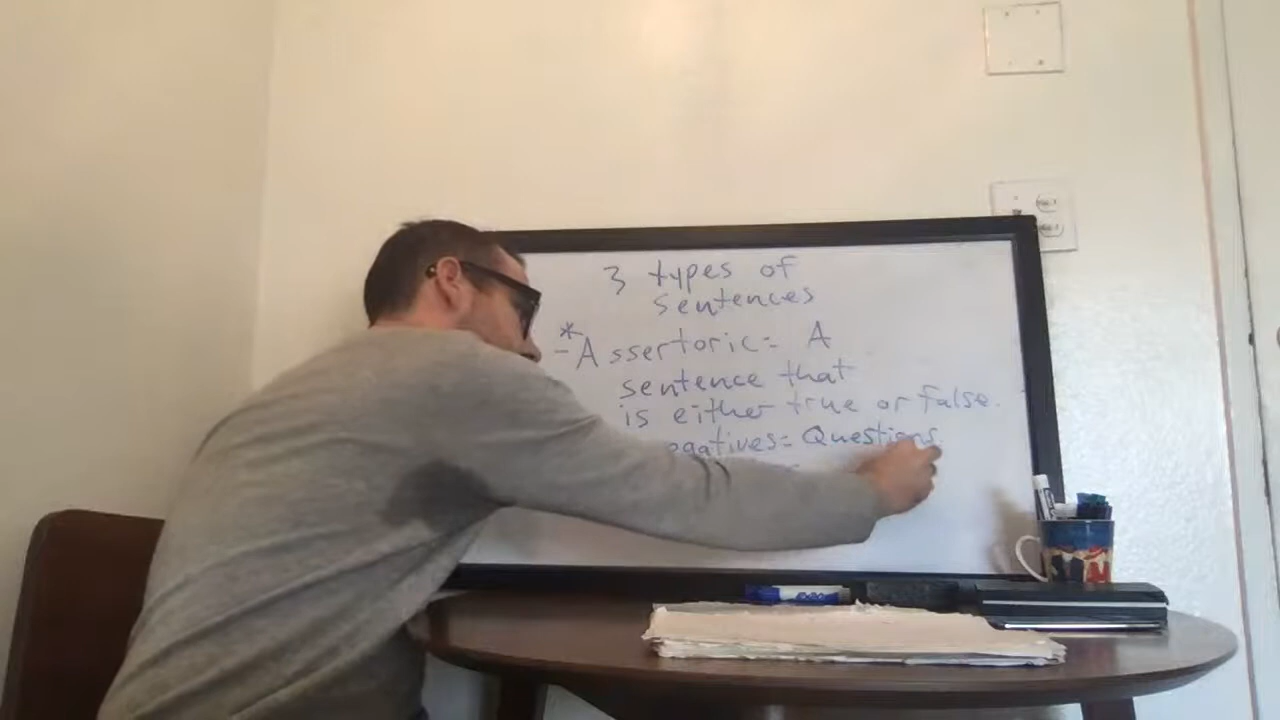 3 types of
sentences
* - Assertoric = A
sentence that
is either true or false.
egatives = Questions